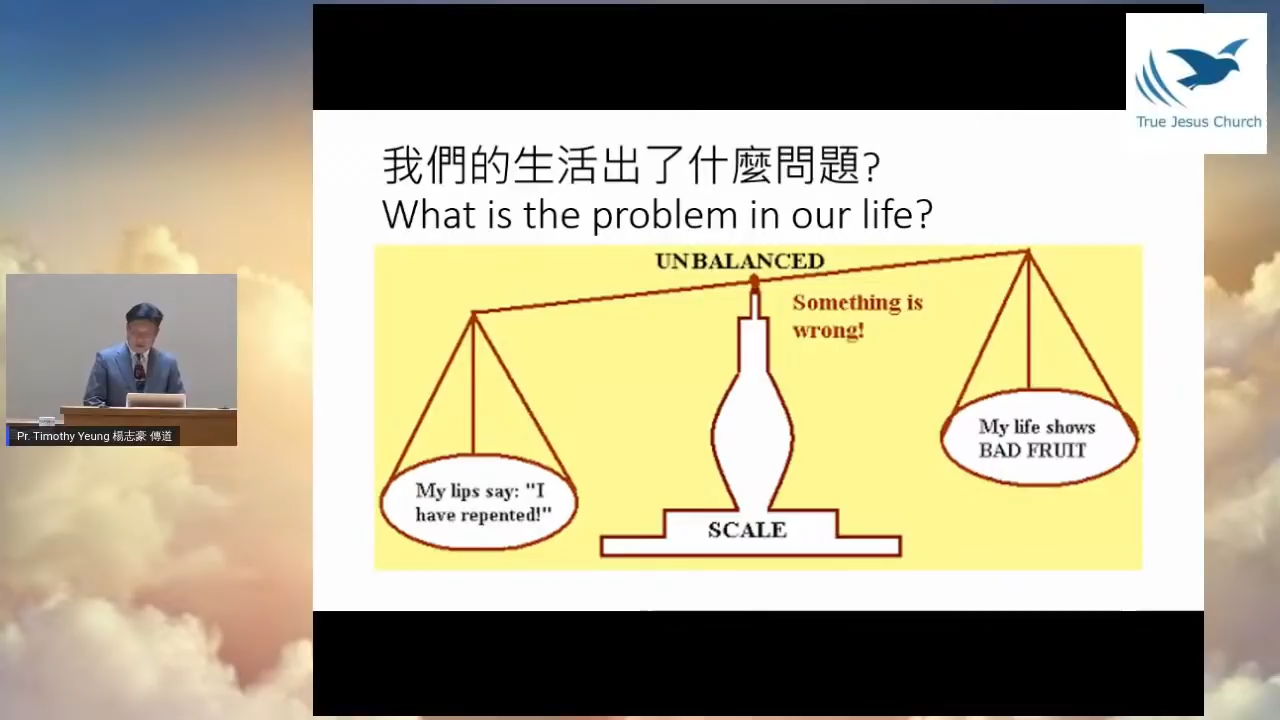 True Jesus Church
我們的生活出了什麼問題?
What is the problem in our life?
UNBALANCED
Something is
wrong!
My life shows
BAD FRUIT
My lips say: "I
have repented!"
SCALE
Pr. Timothy Yeung 楊志豪 傳道